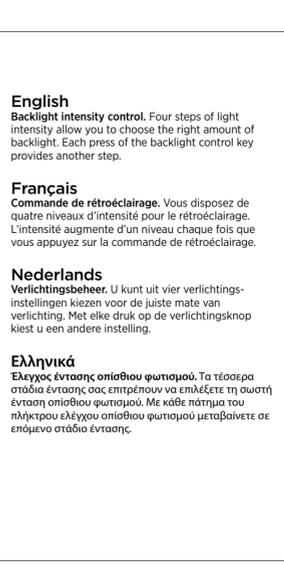 English
Backlight intensity control. Four steps of light
intensity allow you to choose the right amount of
backlight. Each press of the backlight control key
provides another step.
Français
Commande de rétroéclairage. Vous disposez de
quatre niveaux d'intensité pour le rétroéclairage.
L'intensité augmente d'un niveau chaque fois que
vous appuyez sur la commande de rétroéclairage.
Nederlands
Verlichtingsbeheer. U kunt uit vier verlichtings-
instellingen kiezen voor de juiste mate van
verlichting. Met elke druk op de verlichtingsknop
kiest u een andere instelling.
Ελληνικά
Έλεγχος έντασης οπίσθιου φωτισμού. Τα τέσσερα
στάδια έντασης σας επιτρέπουν να επιλέξετε τη σωστή
ένταση οπίσθιου φωτισμού. Με κάθε πάτημα του
πλήκτρου ελέγχου οπίσθιου φωτισμού μεταβαίνετε σε
επόμενο στάδιο έντασης.